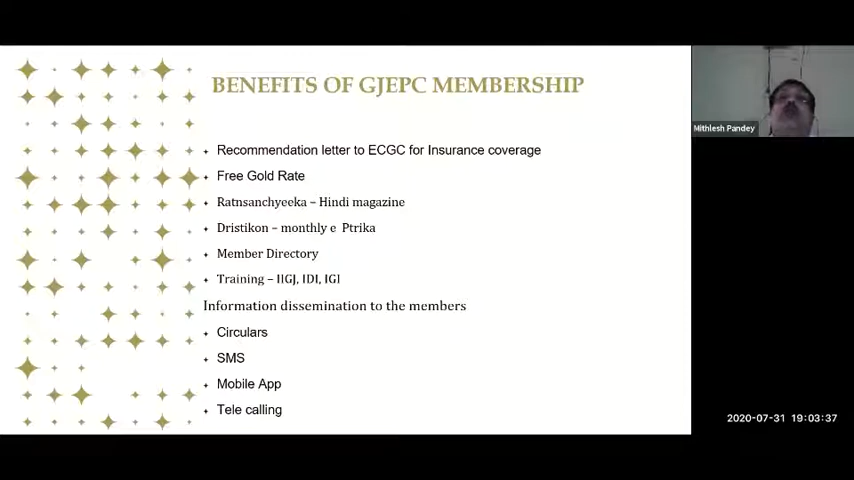 BENEFITS OF GJEPC MEMBERSHIP
Recommendation letter to ECGC for Insurance coverage
Free Gold Rate
Ratnsanchyeeka – Hindi magazine
Dristikon – monthly e Ptrika
Member Directory
Training – IIGJ, IDI, IGI
Information dissemination to the members
Circulars
SMS
Mobile App
Tele calling
Mithlesh Pandey
2020-07-31 19:03:37